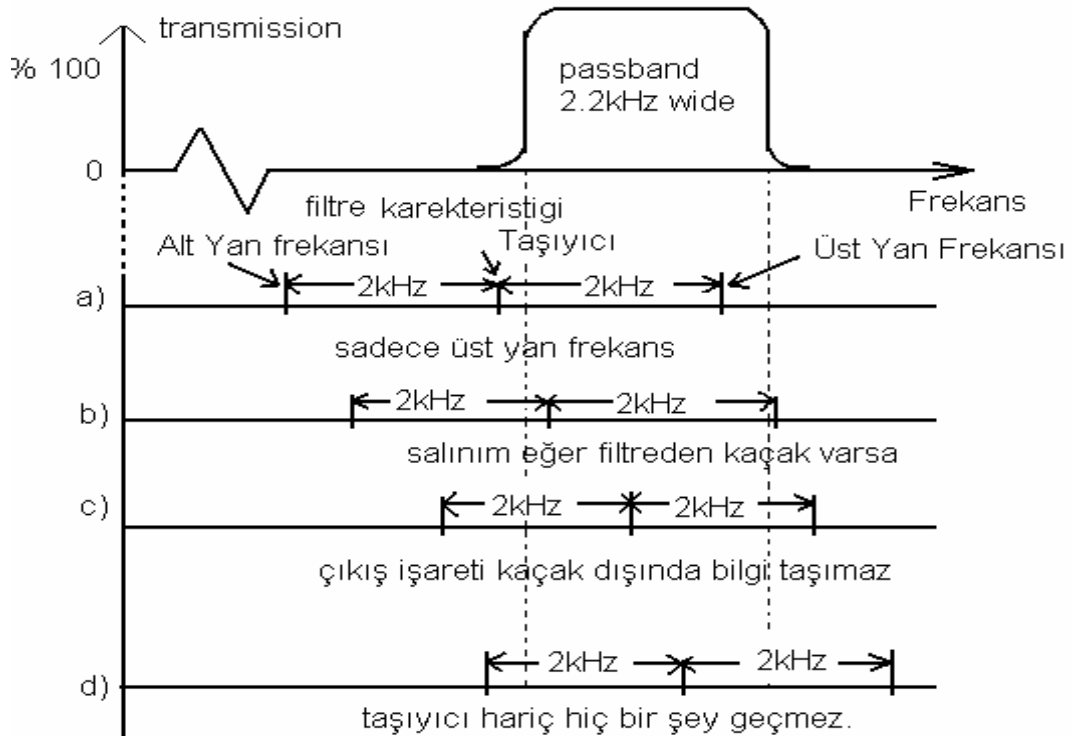 transmission
% 100
passband
2.2kHz wide
0
Frekans
filtre karekteristigi
Alt Yan frekansı
Taşıyıcı
Üst Yan Frekansı
a)
2kHz
2kHz
sadece üst yan frekans
b)
2kHz
2kHz
salınım eğer filtreden kaçak varsa
c)
2kHz
2kHz
çıkış işareti kaçak dışında bilgi taşımaz
d)
2kHz
2kHz
taşıyıcı hariç hiç bir şey geçmez.